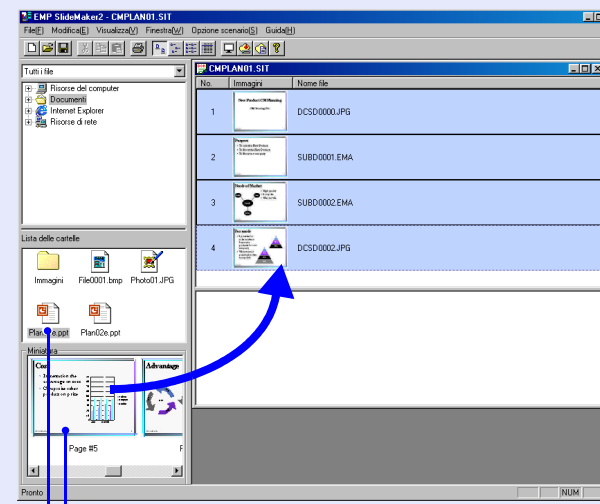 EMP SlideMaker2 - CMPLAN01.SIT
File(F) Modifica(E) Visualizza(V) Finestra(W) Opzione scenario(S) Guida(H)
Tutti i file
Risorse del computer
Documenti
Internet Explorer
Risorse di rete
CMPLAN01.SIT
No. Immagini Nome file
1 DCSD0000.JPG
2 SUBD0001.EMA
3 SUBD0002.EMA
4 DCSD0002.JPG
Lista delle cartelle
Immagini File0001.bmp Photo01.JPG
Plan02e.ppt
Miniatura
Advantage
Page #5
Pronto
NUM